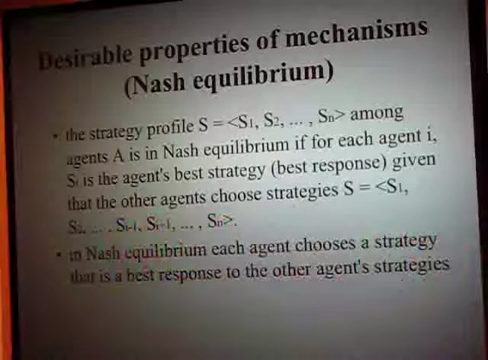 Desirable properties of mechanisms
(Nash equilibrium)
• the strategy profile S = <S1, S2, ... , Sn> among
agents A is in Nash equilibrium if for each agent i,
Si is the agent's best strategy (best response) given
that the other agents choose strategies S = <S1,
S2, ... , Si-1, Si+1, ... , Sn>.
• in Nash equilibrium each agent chooses a strategy
that is a best response to the other agent's strategies